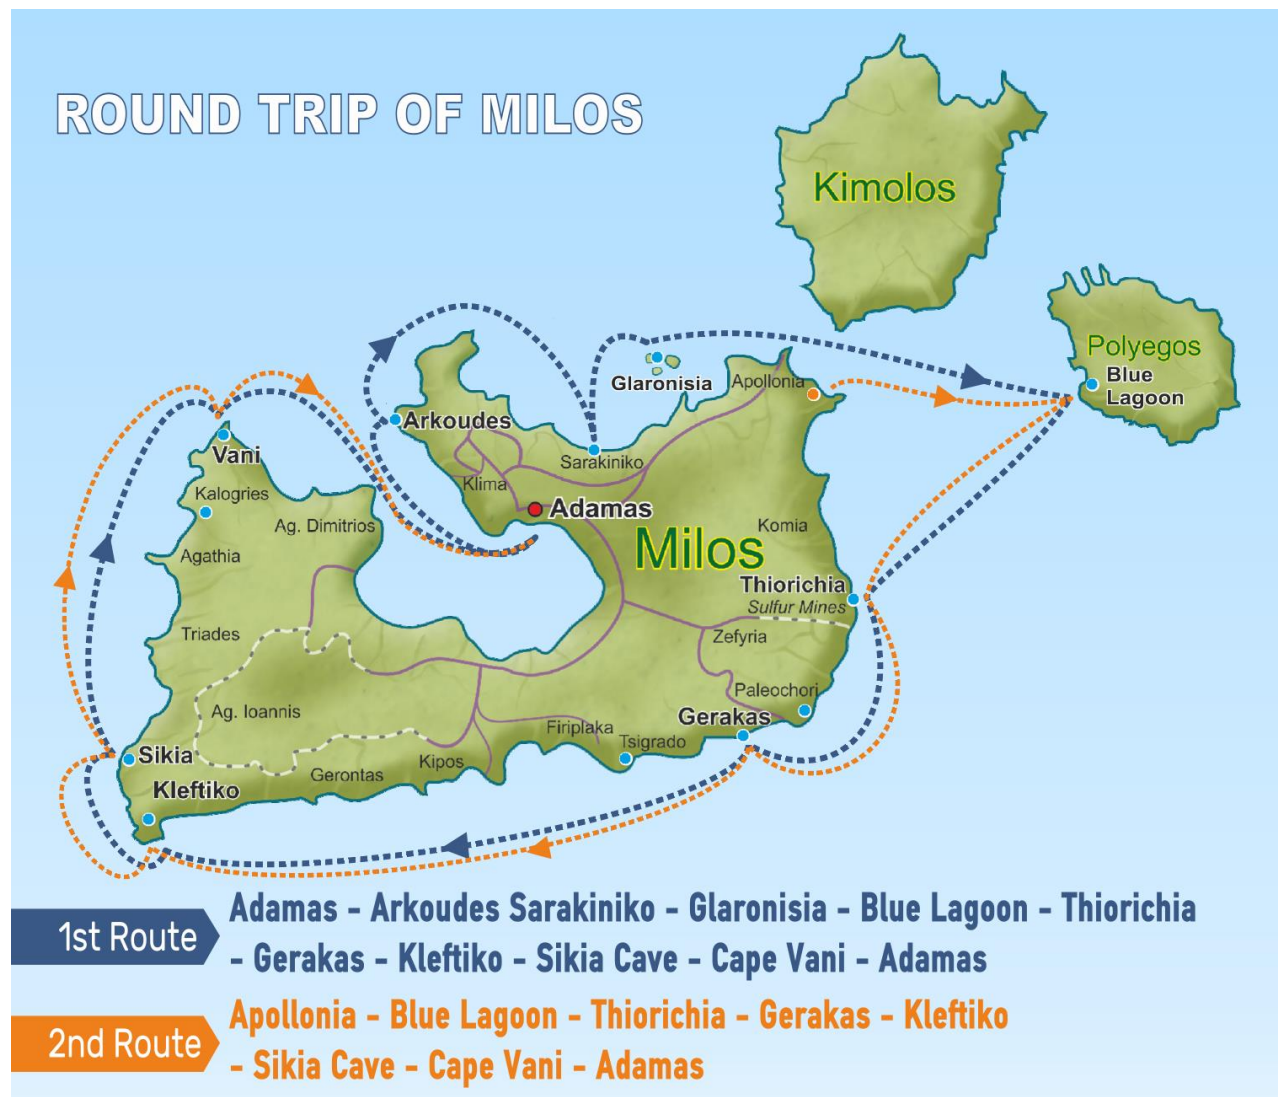 ROUND TRIP OF MILOS
Kimolos
Polyegos
Blue
Lagoon
Glaronisia
Apollonia
Arkoudes
Vani
Sarakiniko
Klima
Kalogries
Adamas
Ag. Dimitrios
Komia
Milos
Agathia
Thiorichia
Sulfur Mines
Triades
Zefyria
Paleochori
Ag. Ioannis
Gerakas
Firiplaka
Tsigrado
Sikia
Kipos
Gerontas
Kleftiko
1st Route
Adamas - Arkoudes Sarakiniko - Glaronisia - Blue Lagoon - Thiorichia
- Gerakas - Kleftiko - Sikia Cave - Cape Vani - Adamas
2nd Route
Apollonia - Blue Lagoon - Thiorichia - Gerakas - Kleftiko
- Sikia Cave - Cape Vani - Adamas